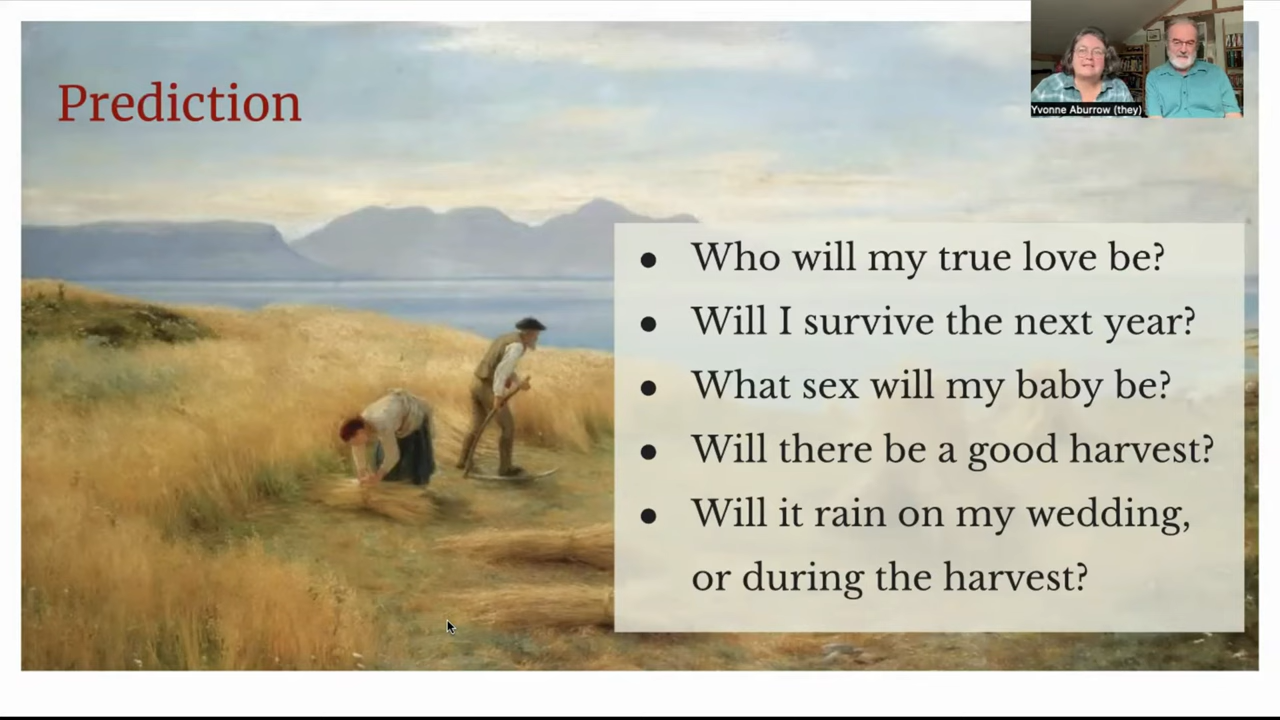 Prediction
Yvonne Aburrow (they)
● Who will my true love be?
● Will I survive the next year?
● What sex will my baby be?
● Will there be a good harvest?
● Will it rain on my wedding,
or during the harvest?